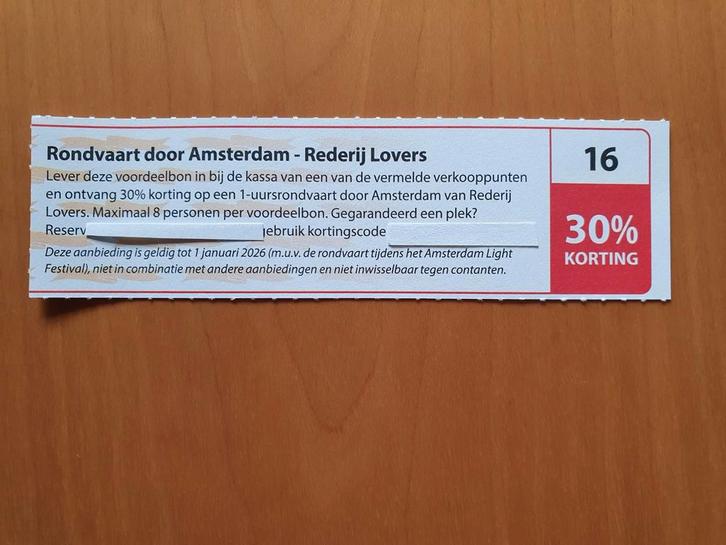 Rondvaart door Amsterdam - Rederij Lovers
Lever deze voordeelbon in bij de kassa van een van de vermelde verkooppunten
en ontvang 30% korting op een 1-uursrondvaart door Amsterdam van Rederij
Lovers. Maximaal 8 personen per voordeelbon. Gegarandeerd een plek?
Reserv ebruik kortingscode
Deze aanbieding is geldig tot 1 januari 2026 (m.u.v. de rondvaart tijdens het Amsterdam Light
Festival), niet in combinatie met andere aanbiedingen en niet inwisselbaar tegen contanten.
16
30%
KORTING